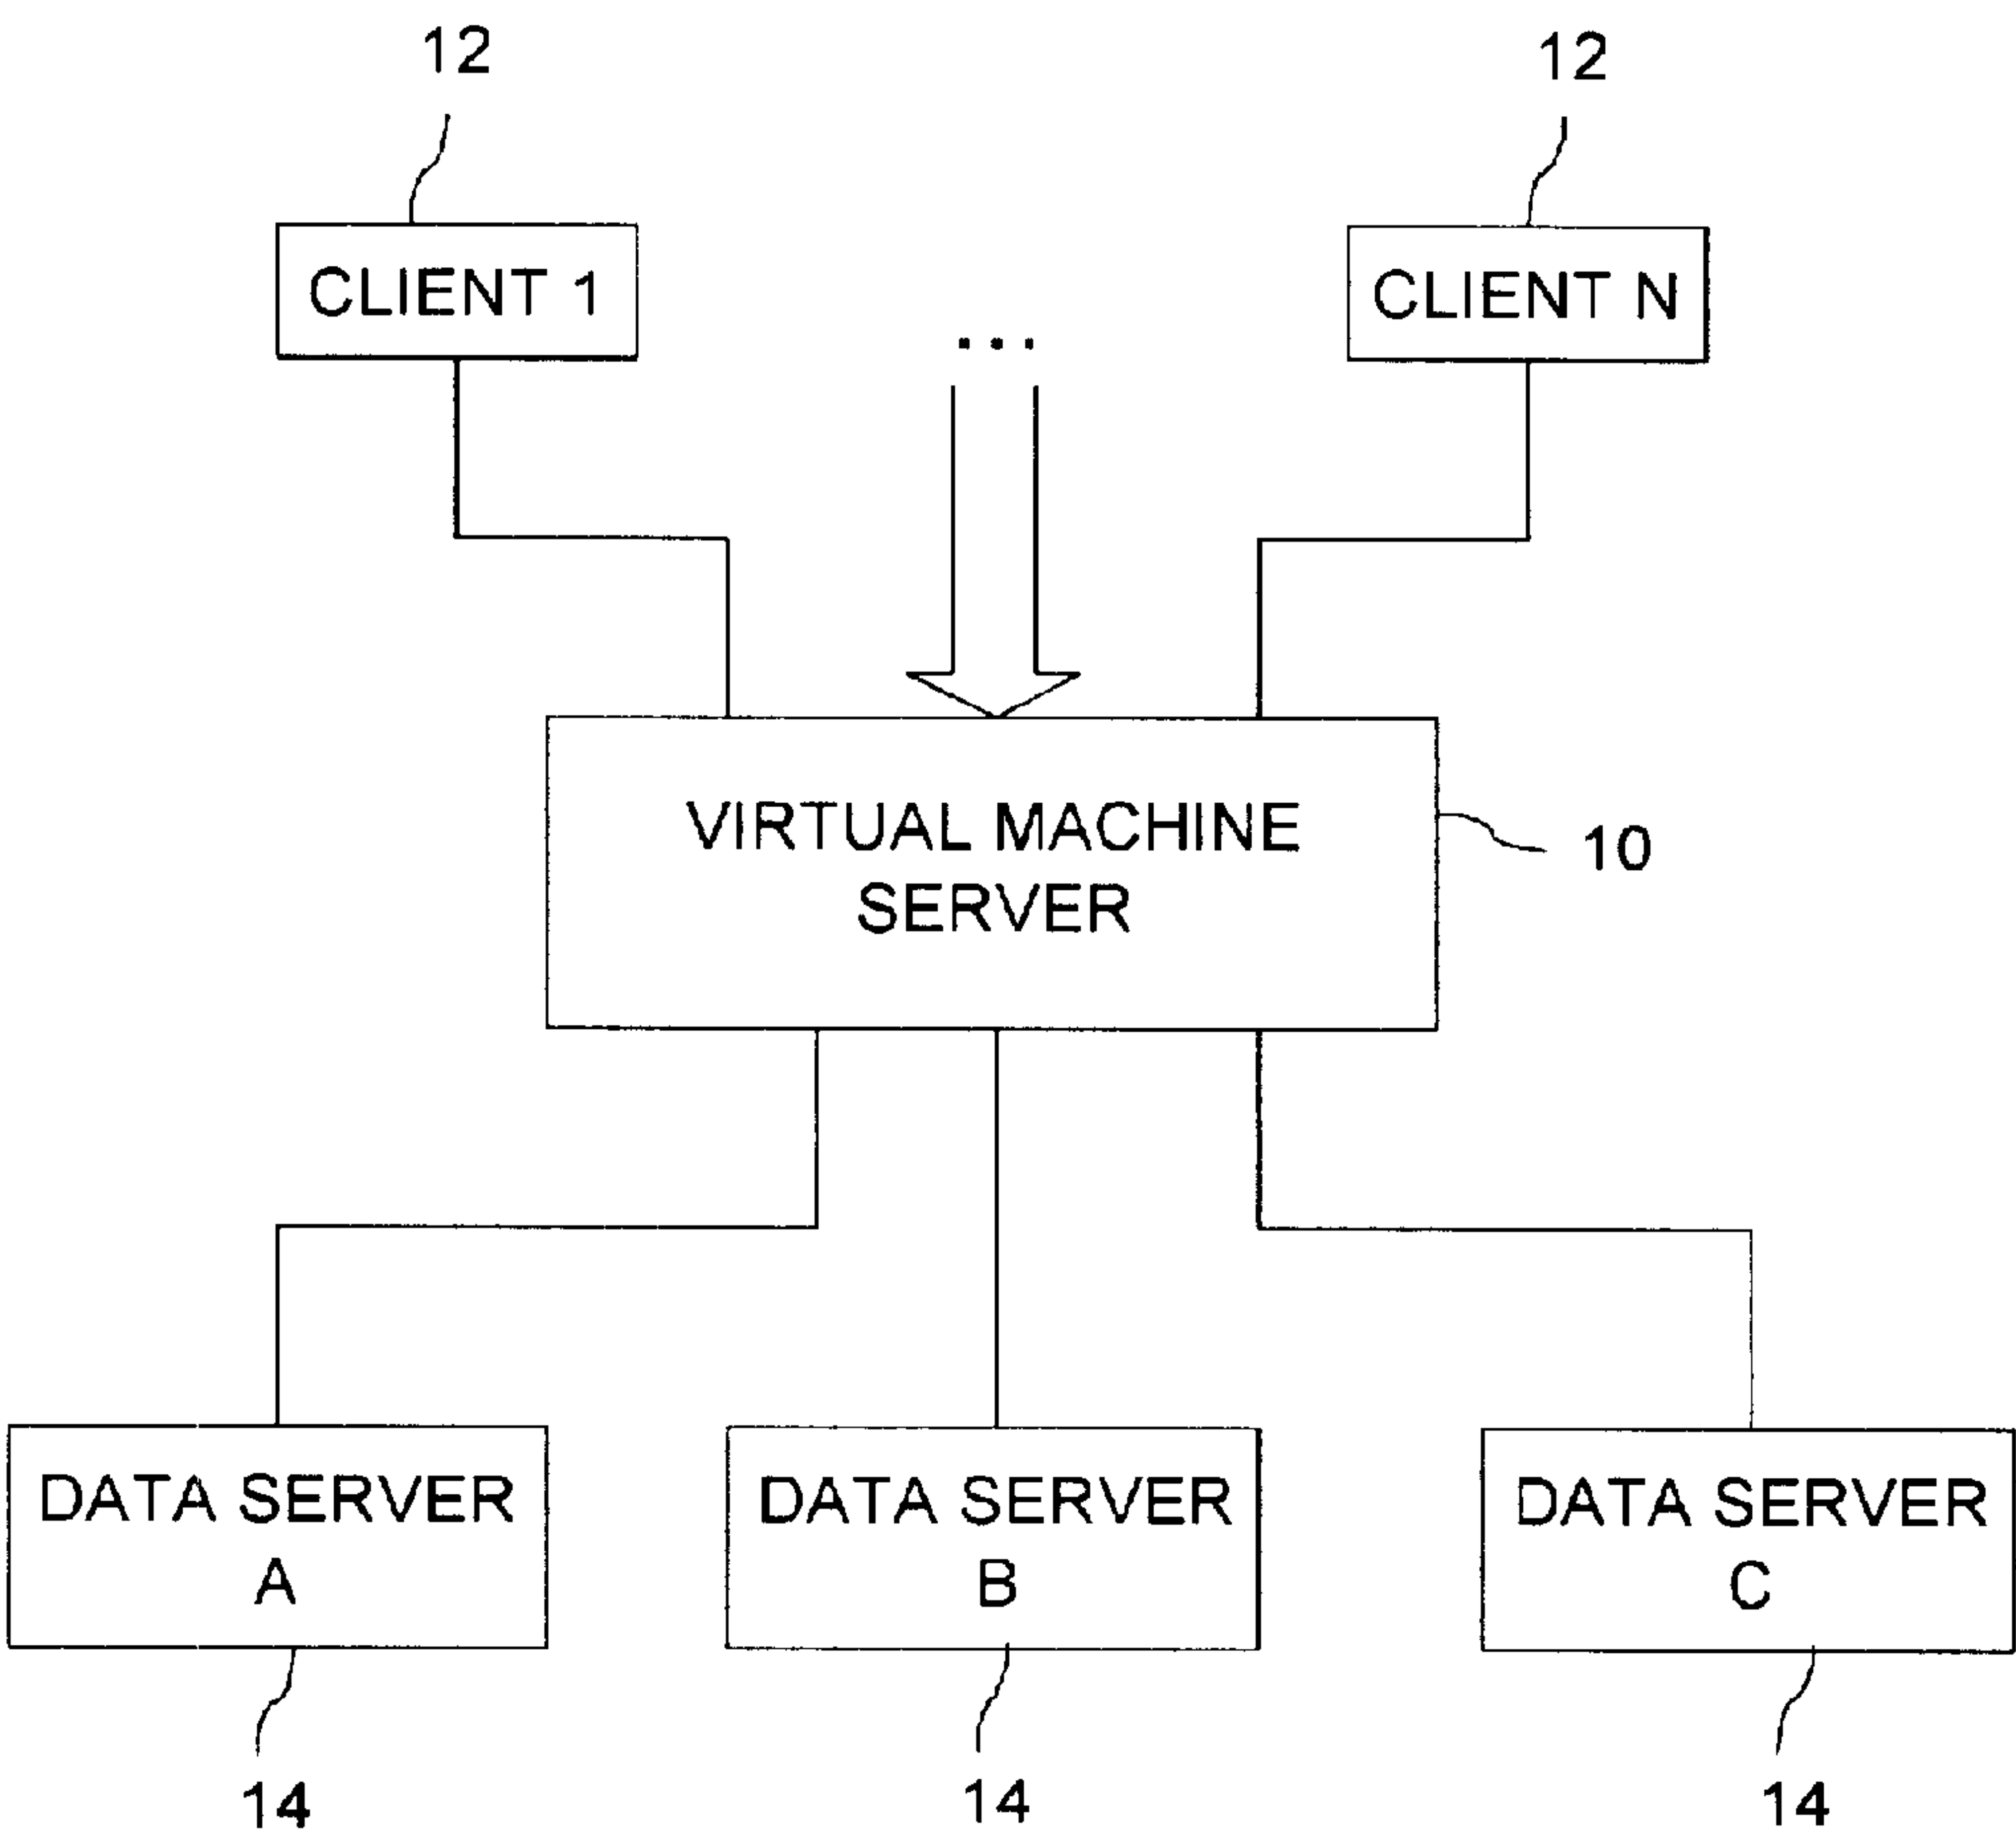 12
12
CLIENT 1
CLIENT N
...
VIRTUAL MACHINE
SERVER
10
DATA SERVER
A
DATA SERVER
B
DATA SERVER
C
14
14
14